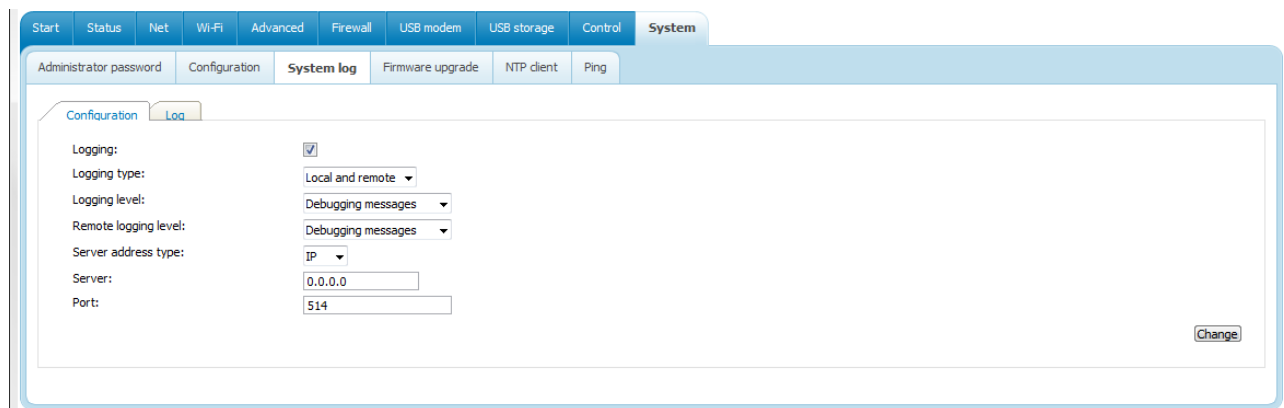 Start Status Net Wi-Fi Advanced Firewall USB modem USB storage Control System
Administrator password Configuration System log Firmware upgrade NTP client Ping
Configuration Log
Logging:
Logging type: Local and remote
Logging level: Debugging messages
Remote logging level: Debugging messages
Server address type: IP
Server: 0.0.0.0
Port: 514
Change